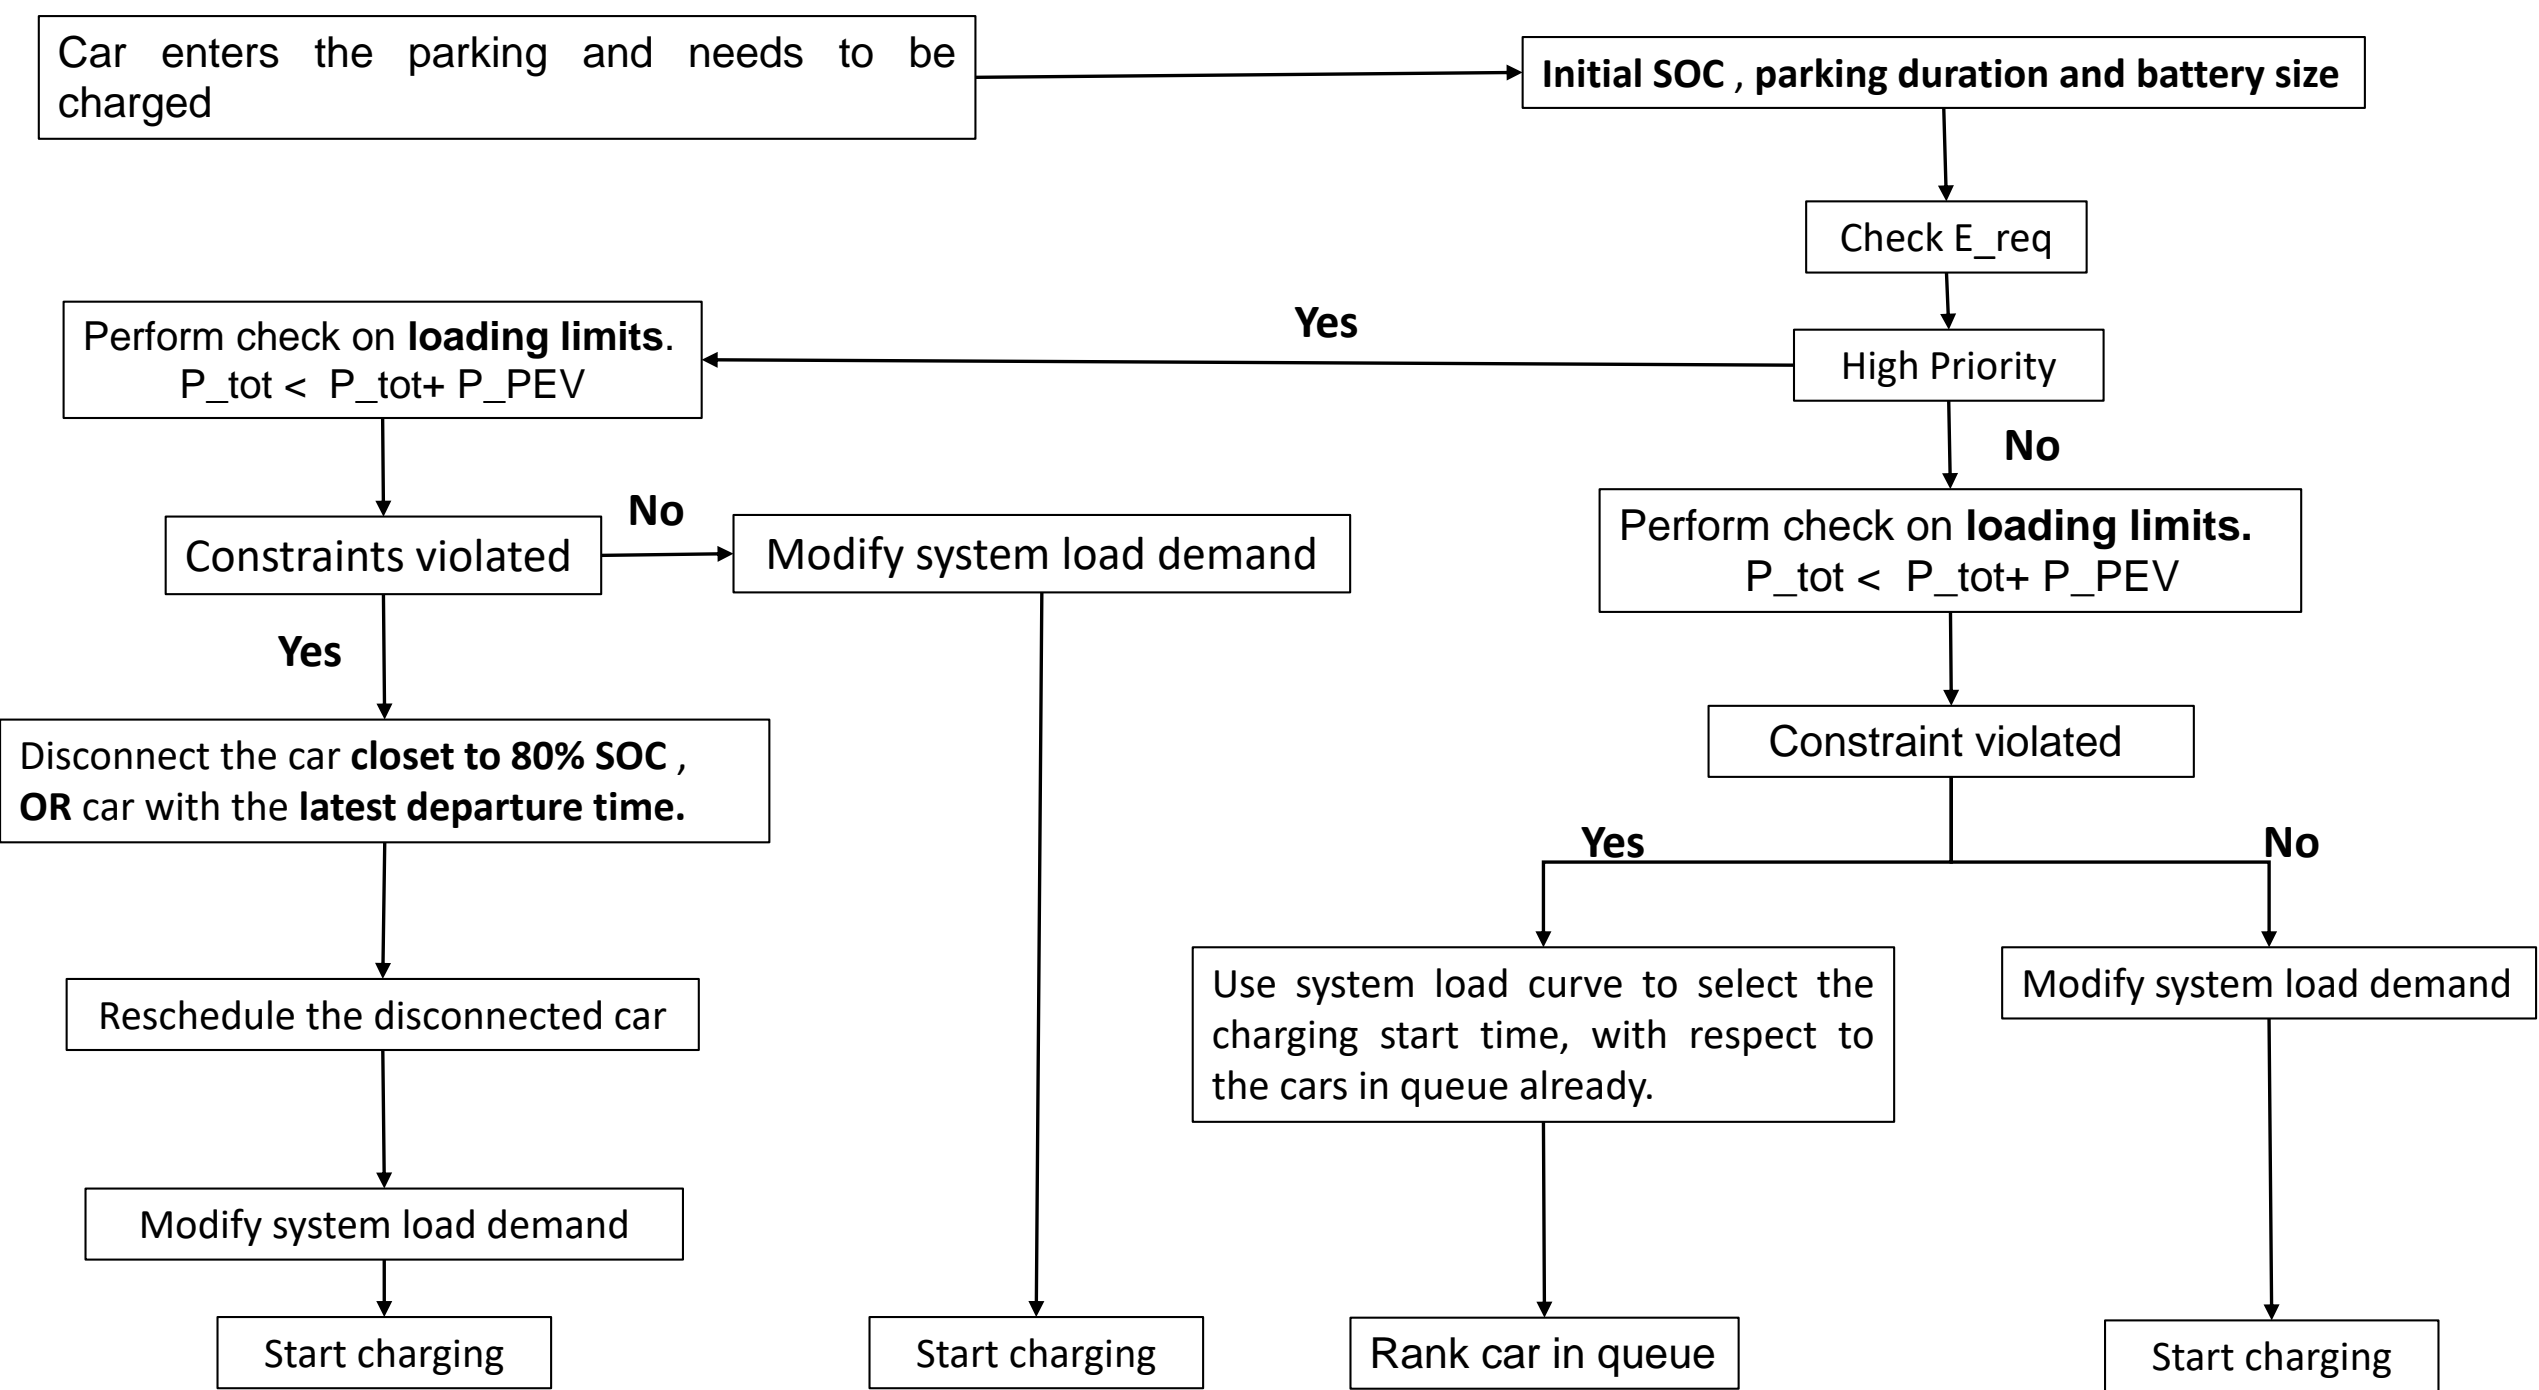 Car enters the parking and needs to be
charged
Initial SOC , parking duration and battery size
Check E_req
High Priority
Yes
No
Perform check on loading limits.
P_tot < P_tot+ P_PEV
Constraints violated
No
Modify system load demand
Yes
Disconnect the car closet to 80% SOC ,
OR car with the latest departure time.
Reschedule the disconnected car
Modify system load demand
Start charging
Start charging
Perform check on loading limits.
P_tot < P_tot+ P_PEV
Constraint violated
Yes
No
Use system load curve to select the
charging start time, with respect to
the cars in queue already.
Rank car in queue
Modify system load demand
Start charging